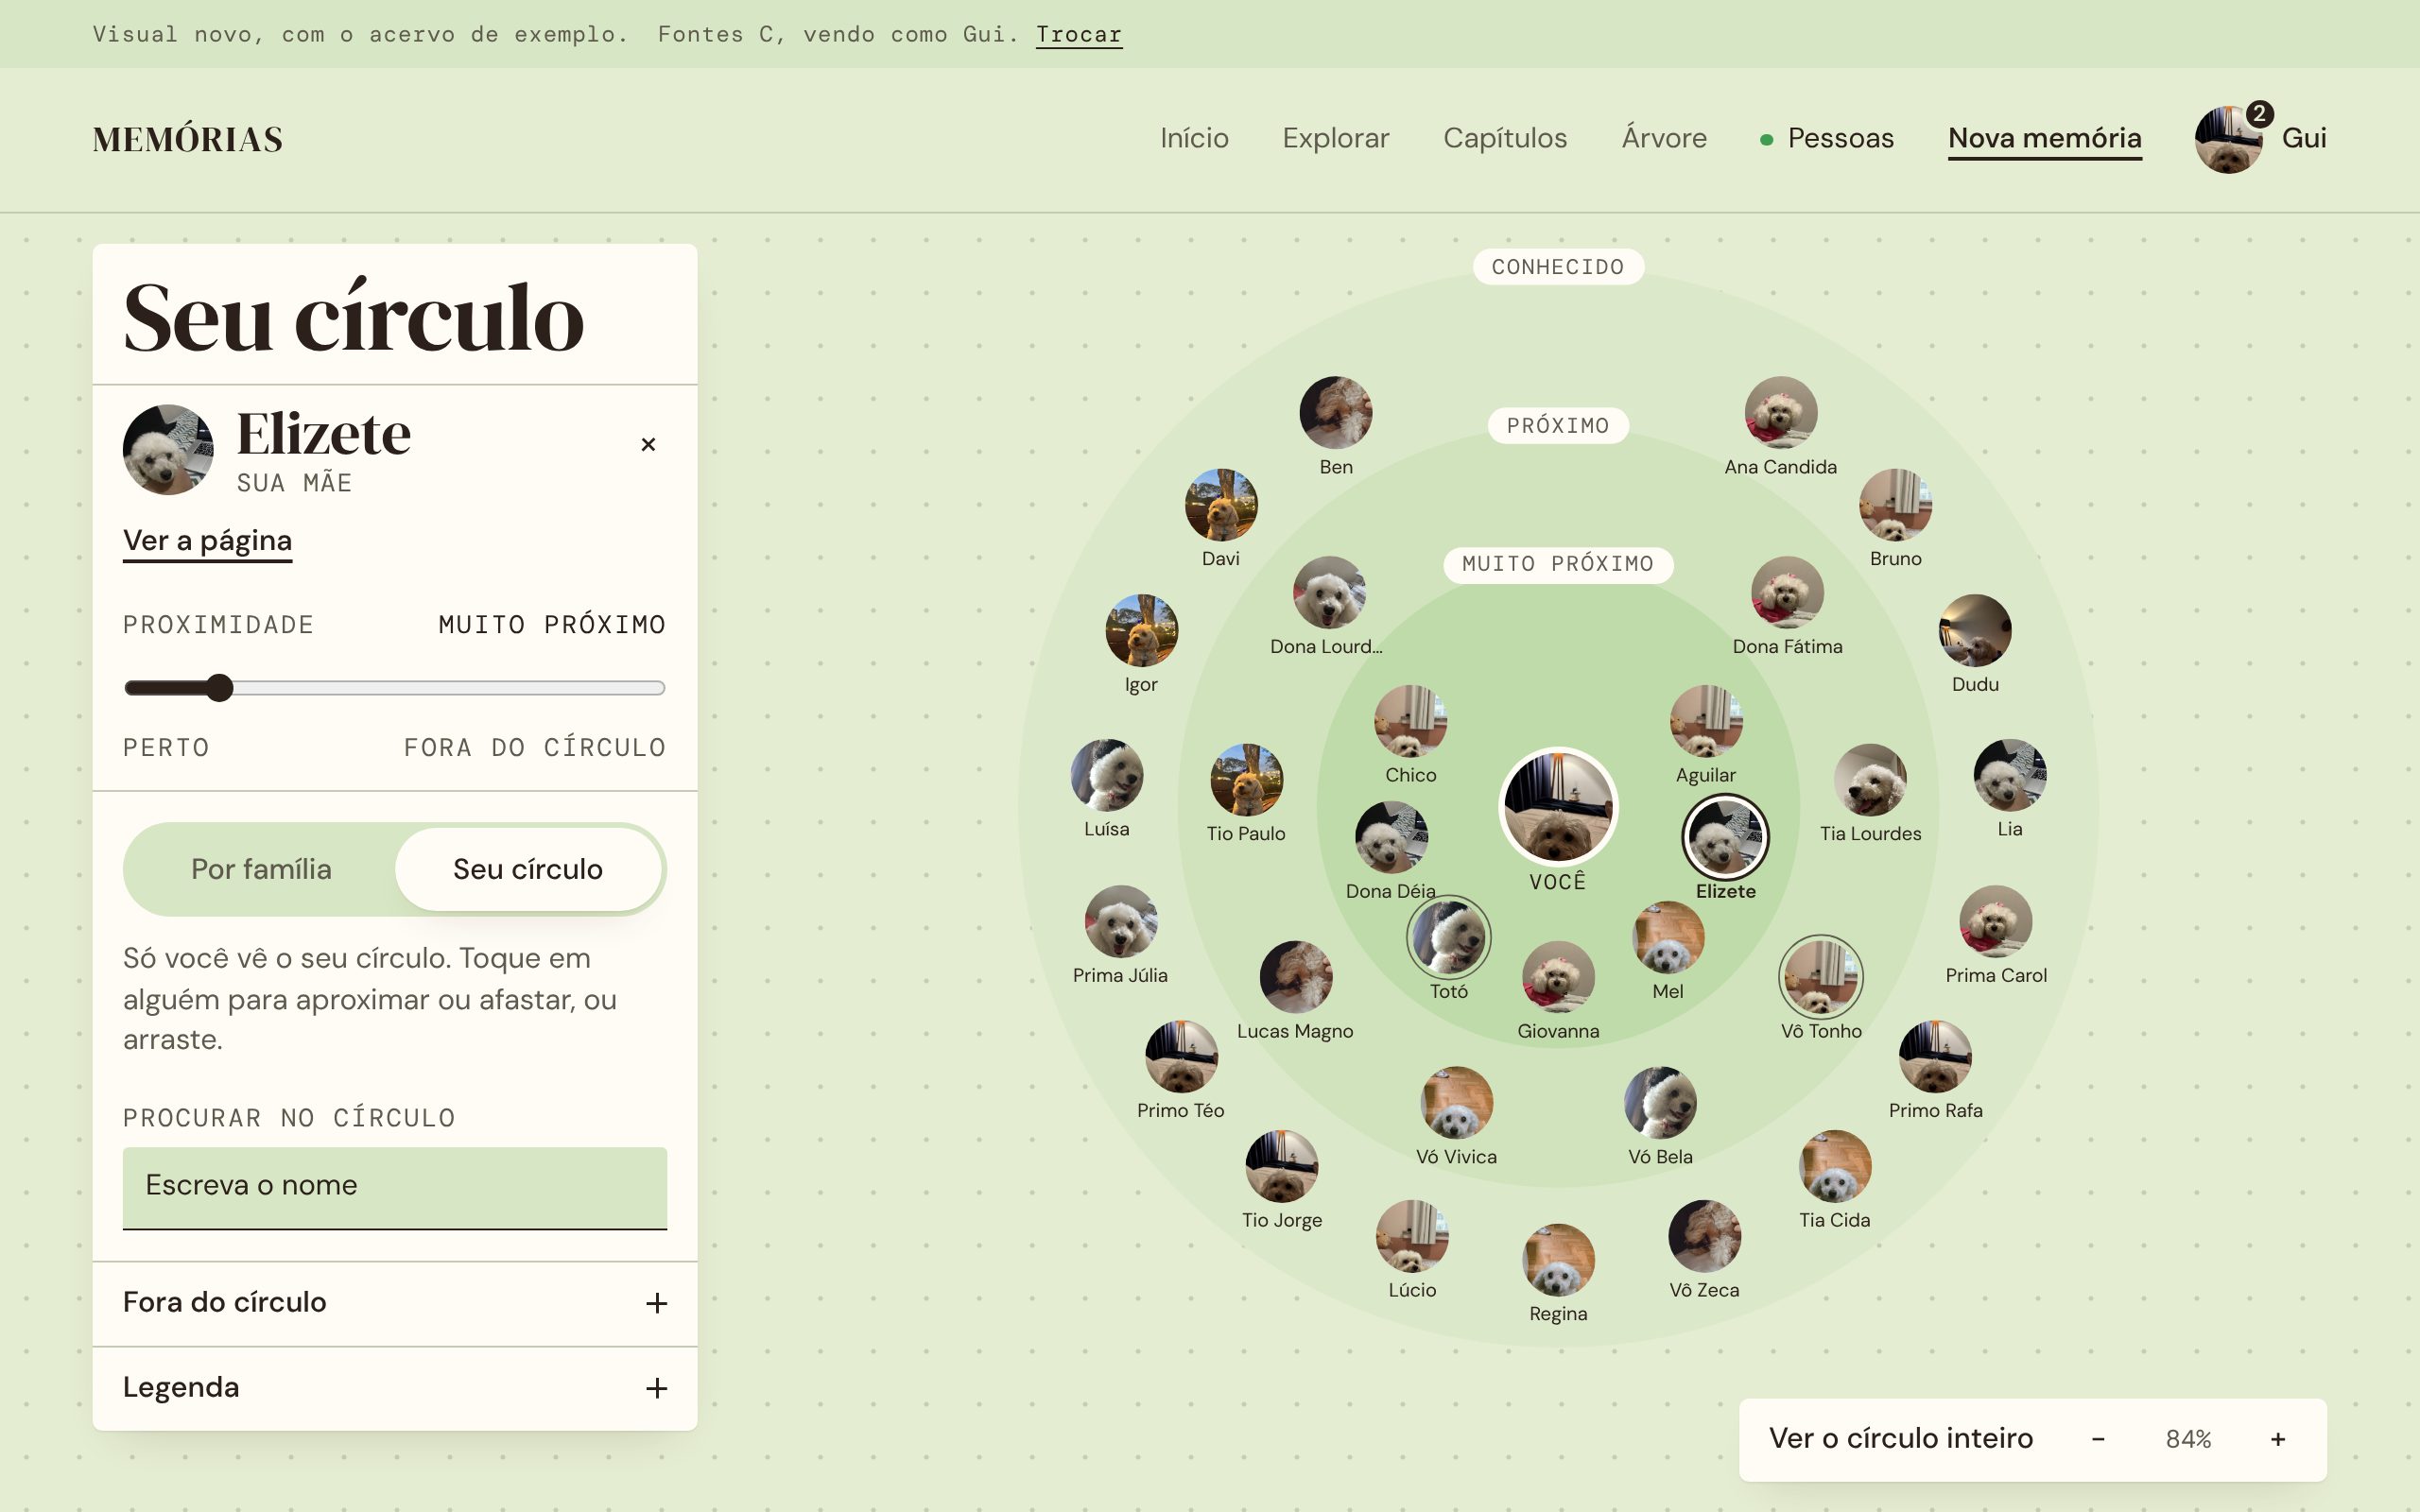 Visual novo, com o acervo de exemplo. Fontes C, vendo como Gui. Trocar
MEMÓRIAS
Início
Explorar
Capítulos
Árvore
Pessoas
Nova memória
2
Gui
Seu círculo
Elizete
×
SUA MÃE
Ver a página
PROXIMIDADE
MUITO PRÓXIMO
PERTO
FORA DO CÍRCULO
Por família
Seu círculo
Só você vê o seu círculo. Toque em
alguém para aproximar ou afastar, ou
arraste.
PROCURAR NO CÍRCULO
Escreva o nome
Fora do círculo +
Legenda +
CONHECIDO
PRÓXIMO
Ben
Ana Candida
Davi
Bruno
MUITO PRÓXIMO
Dona Lourd...
Dona Fátima
Igor
Dudu
Chico
Aguilar
Luísa
Tio Paulo
Tia Lourdes
Lia
Dona Déia
VOCÊ
Elizete
Prima Júlia
Totó
Mel
Prima Carol
Lucas Magno
Giovanna
Vô Tonho
Primo Téo
Primo Rafa
Vó Vivica
Vó Bela
Tio Jorge
Tia Cida
Lúcio
Vô Zeca
Regina
Ver o círculo inteiro - 84% +